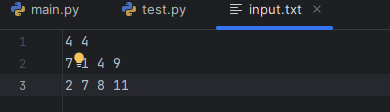 main.py test.py input.txt
1 4 4
2 7 1 4 9
3 2 7 8 11